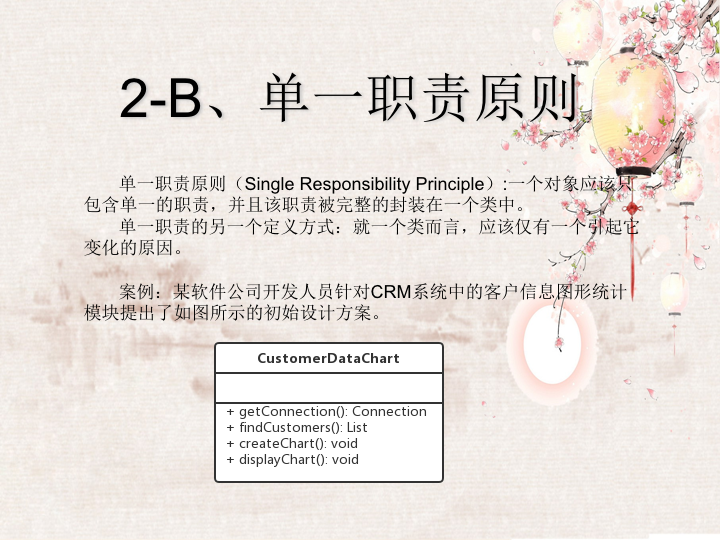 2-B、单一职责原则
单一职责原则（Single Responsibility Principle）:一个对象应该只
包含单一的职责，并且该职责被完整的封装在一个类中。
单一职责的另一个定义方式：就一个类而言，应该仅有一个引起它
变化的原因。
案例：某软件公司开发人员针对CRM系统中的客户信息图形统计
模块提出了如图所示的初始设计方案。
CustomerDataChart
+ getConnection(): Connection
+ findCustomers(): List
+ createChart(): void
+ displayChart(): void